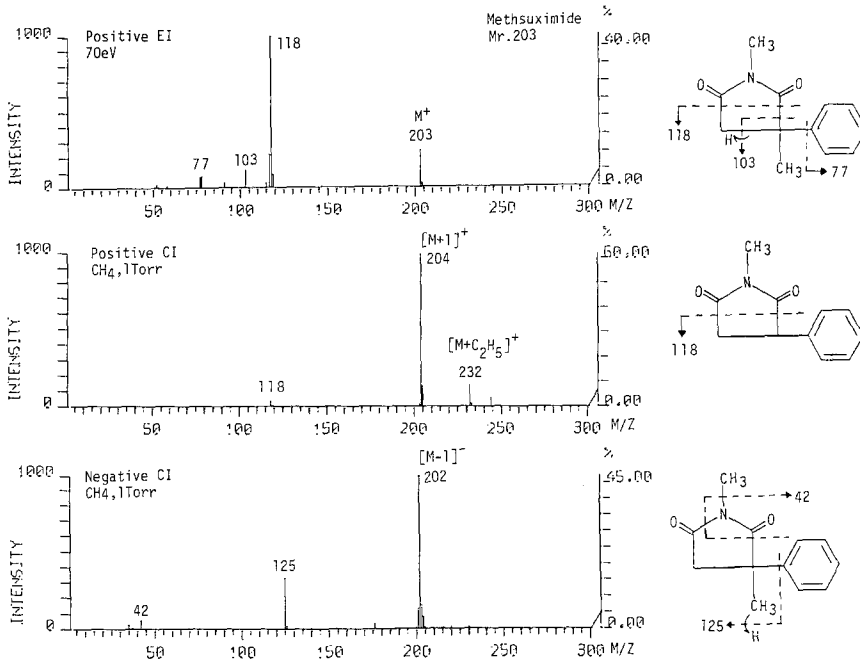 Positive EI
70eV
Methsuximide
Mr.203
%
1000
40.00
118
M+
203
77
103
INTENSITY
0
0.00
50 100 150 200 250 300 M/Z
CH3
N
O O
H
118
103
CH3
77
Positive CI
CH4,1Torr
%
1000
60.00
[M+1]+
204
[M+C2H5]+
232
118
INTENSITY
0
0.00
50 100 150 200 250 300 M/Z
CH3
N
O O
118
Negative CI
CH4,1Torr
%
1000
45.00
[M-1]-
202
125
42
INTENSITY
0
0.00
50 100 150 200 250 300 M/Z
CH3
42
N
O O
CH3
125
H